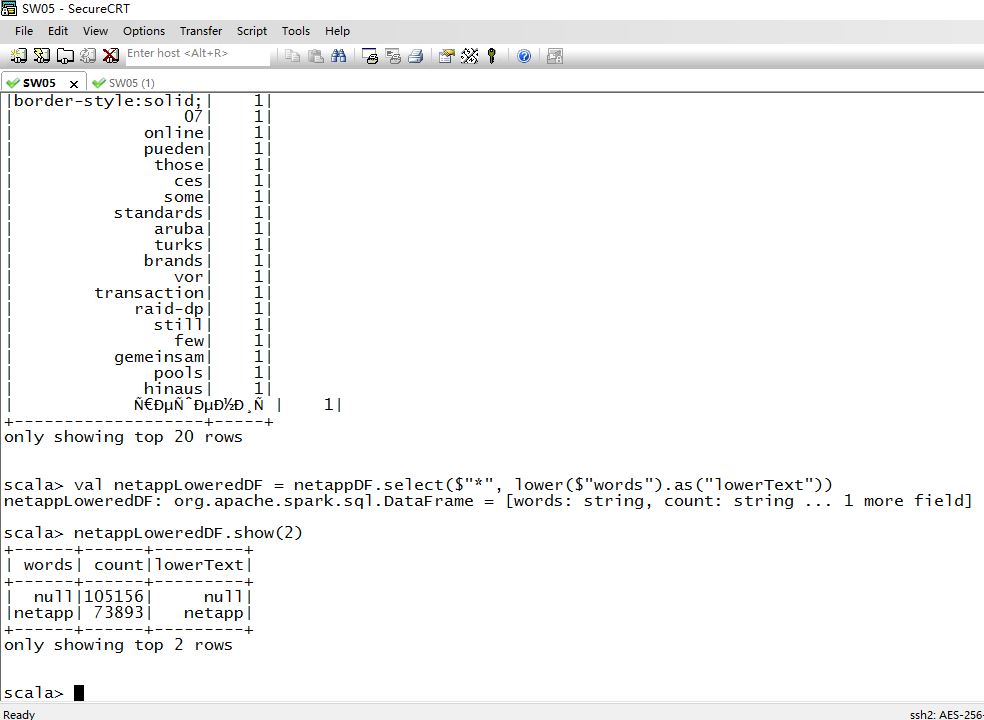 SW05 - SecureCRT
File Edit View Options Transfer Script Tools Help
Enter host <Alt+R>
SW05 x SW05 (1)
|border-style:solid;|    1|
|                 07|    1|
|             online|    1|
|             pueden|    1|
|              those|    1|
|                ces|    1|
|               some|    1|
|          standards|    1|
|              aruba|    1|
|              turks|    1|
|             brands|    1|
|                vor|    1|
|        transaction|    1|
|            raid-dp|    1|
|              still|    1|
|                few|    1|
|          gemeinsam|    1|
|              pools|    1|
|             hinaus|    1|
|            Ñ€ÐµÑˆÐµÐ½Ð¸Ñ |    1|
+-------------------+-----+
only showing top 20 rows
scala> val netappLoweredDF = netappDF.select($"*", lower($"words").as("lowerText"))
netappLoweredDF: org.apache.spark.sql.DataFrame = [words: string, count: string ... 1 more field]
scala> netappLoweredDF.show(2)
+------+------+---------+
| words| count|lowerText|
+------+------+---------+
|  null|105156|     null|
|netapp| 73893|   netapp|
+------+------+---------+
only showing top 2 rows
scala>
Ready ssh2: AES-256-